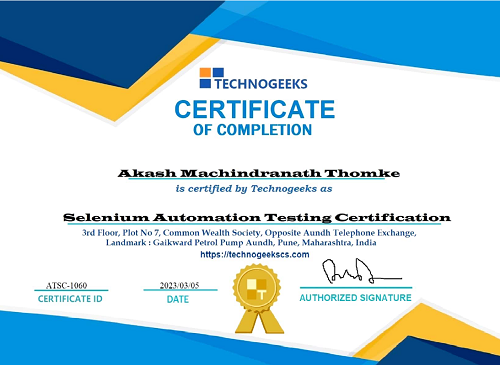 TECHNOGEEKS
CERTIFICATE
OF COMPLETION
Akash Machindranath Thomke
is certified by Technogeeks as
Selenium Automation Testing Certification
3rd Floor, Plot No 7, Common Wealth Society, Opposite Aundh Telephone Exchange,
Landmark : Gaikward Petrol Pump Aundh, Pune, Maharashtra, India
https://technogeekscs.com
ATSC-1060
CERTIFICATE ID
2023/03/05
DATE
AUTHORIZED SIGNATURE